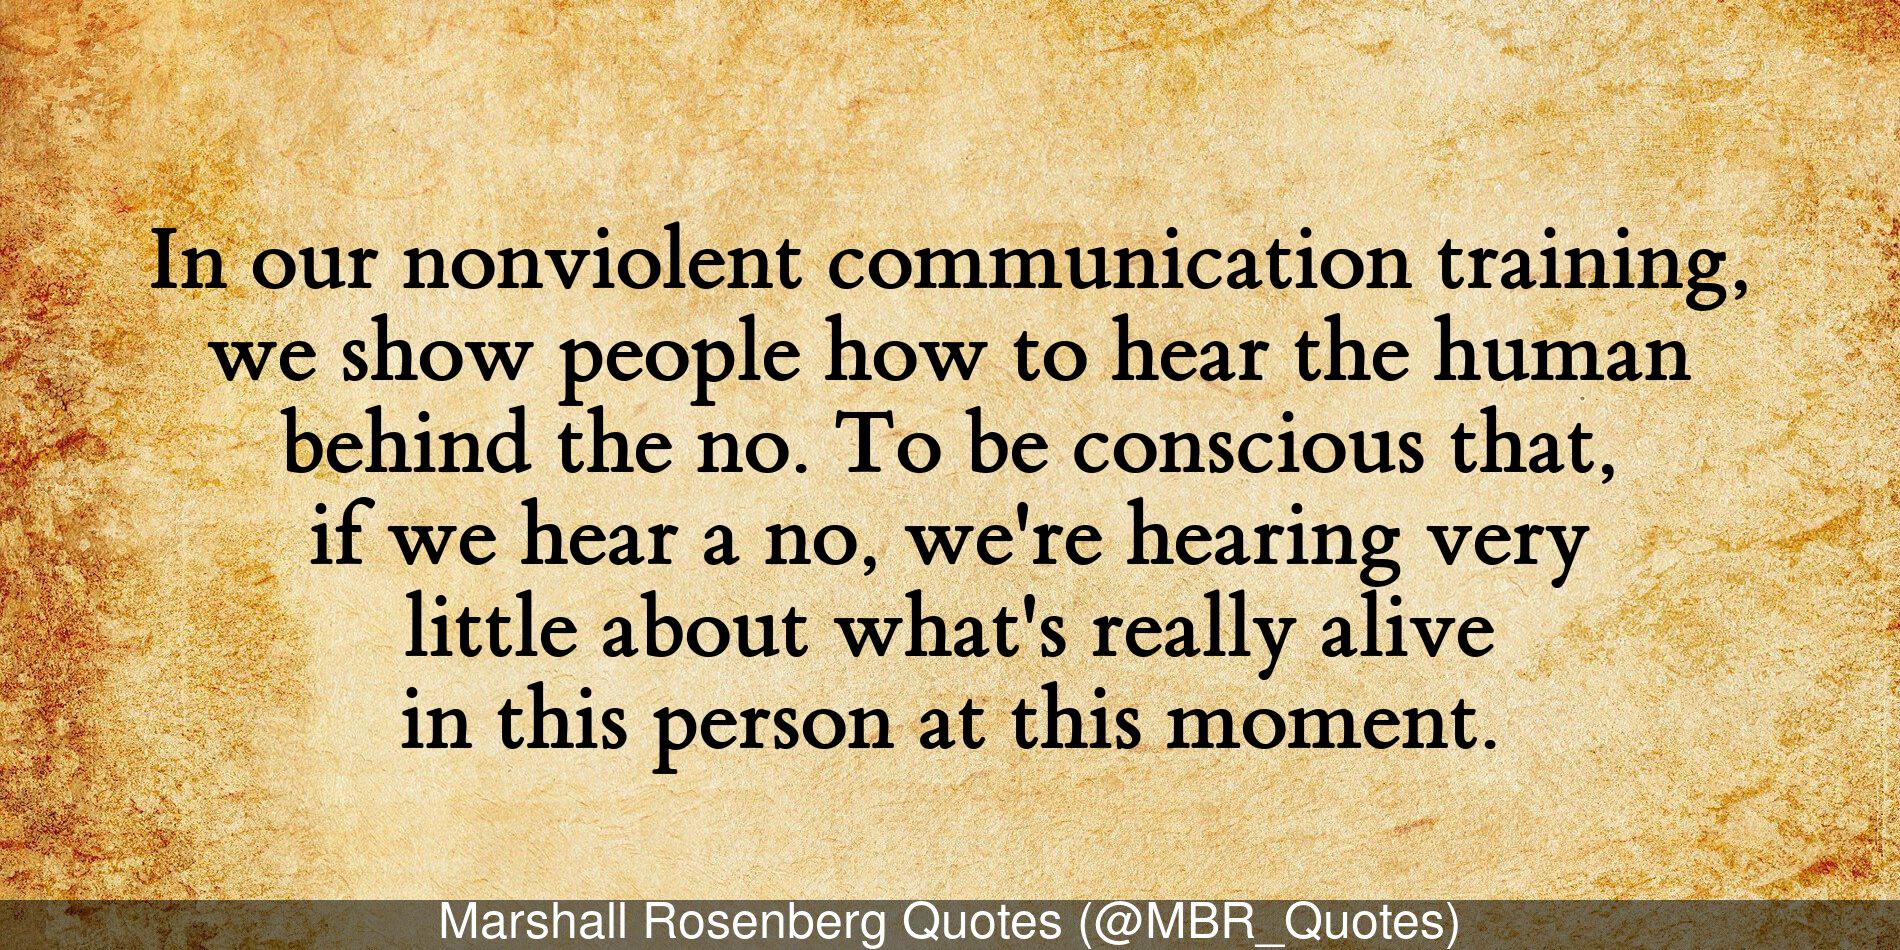 In our nonviolent communication training,
we show people how to hear the human
behind the no. To be conscious that,
if we hear a no, we're hearing very
little about what's really alive
in this person at this moment.
Marshall Rosenberg Quotes (@MBR_Quotes)